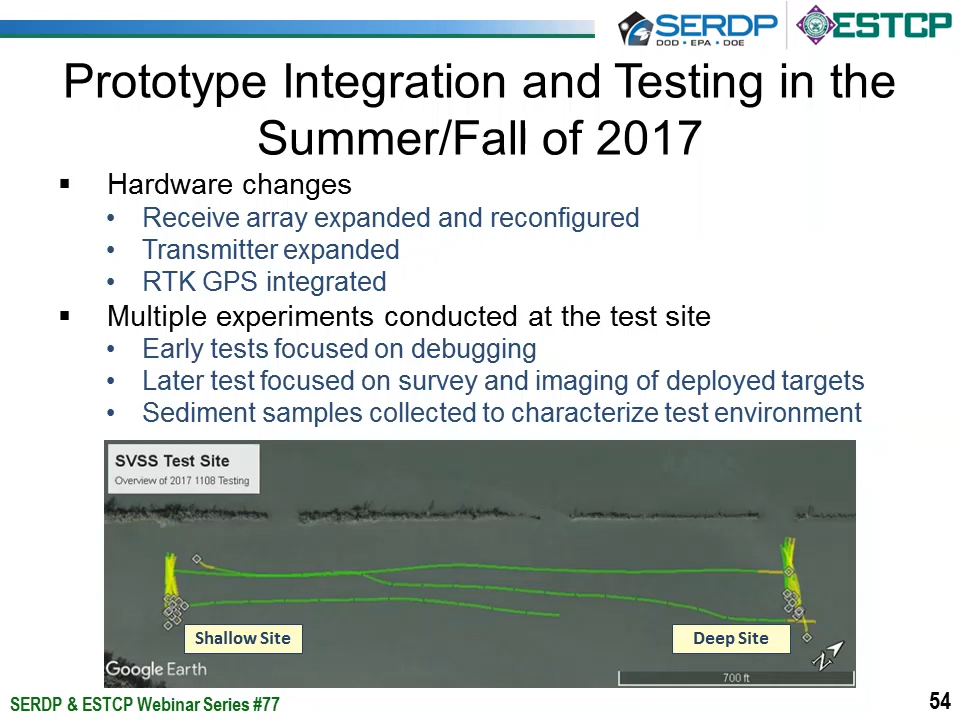 SERDP
DOD • EPA • DOE
ESTCP
Prototype Integration and Testing in the
Summer/Fall of 2017
▪ Hardware changes
• Receive array expanded and reconfigured
• Transmitter expanded
• RTK GPS integrated
▪ Multiple experiments conducted at the test site
• Early tests focused on debugging
• Later test focused on survey and imaging of deployed targets
• Sediment samples collected to characterize test environment
SVSS Test Site
Overview of 2017 1108 Testing
Shallow Site
Deep Site
Google Earth
N
700 ft
SERDP & ESTCP Webinar Series #77
54